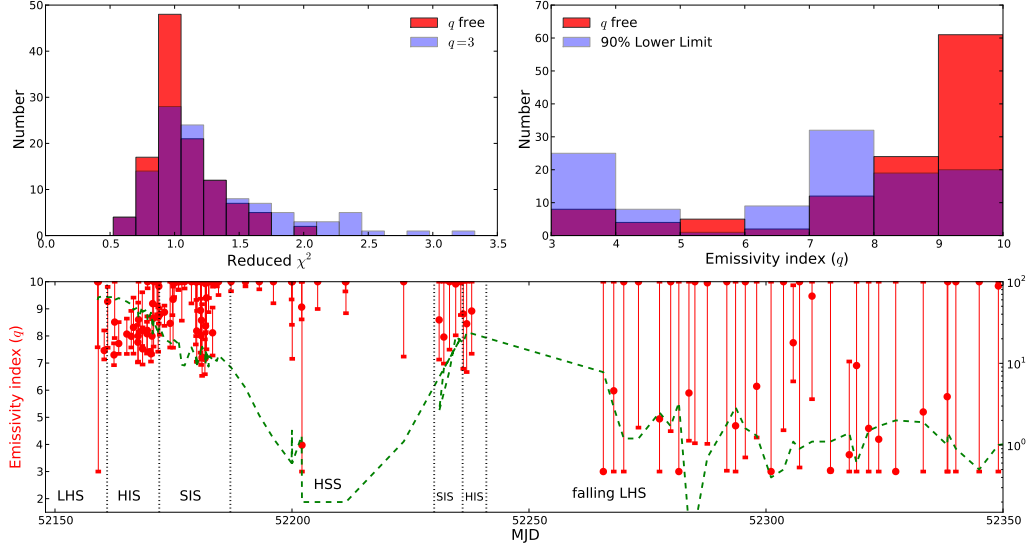 50
40
30
20
10
0
0.0 0.5 1.0 1.5 2.0 2.5 3.0 3.5
Number
Reduced χ²
q free
q=3
70
60
50
40
30
20
10
0
3 4 5 6 7 8 9 10
Number
Emissivity index (q)
q free
90% Lower Limit
10
9
8
7
6
5
4
3
2
Emissivity index (q)
10²
10¹
10⁰
10⁻¹
LHS HIS SIS HSS SIS HIS falling LHS
52150 52200 52250 52300 52350
MJD